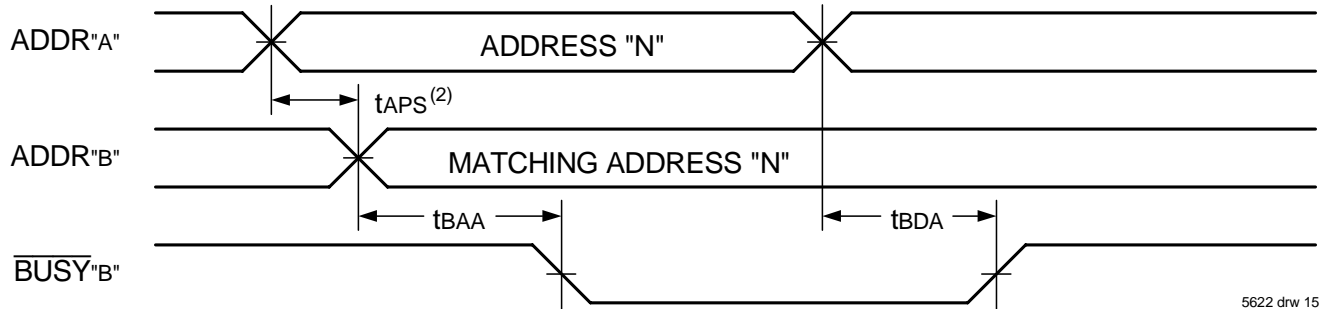 ADDR"A"
ADDRESS "N"
tAPS(2)
ADDR"B"
MATCHING ADDRESS "N"
tBAA
tBDA
BUSY"B"
5622 drw 15